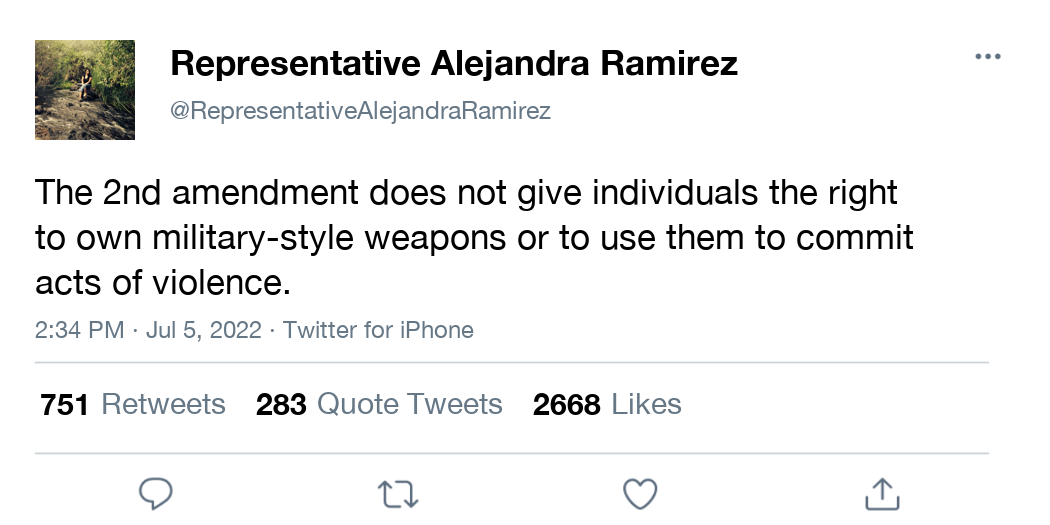 Representative Alejandra Ramirez
@RepresentativeAlejandraRamirez
The 2nd amendment does not give individuals the right
to own military-style weapons or to use them to commit
acts of violence.
2:34 PM · Jul 5, 2022 · Twitter for iPhone
751 Retweets 283 Quote Tweets 2668 Likes